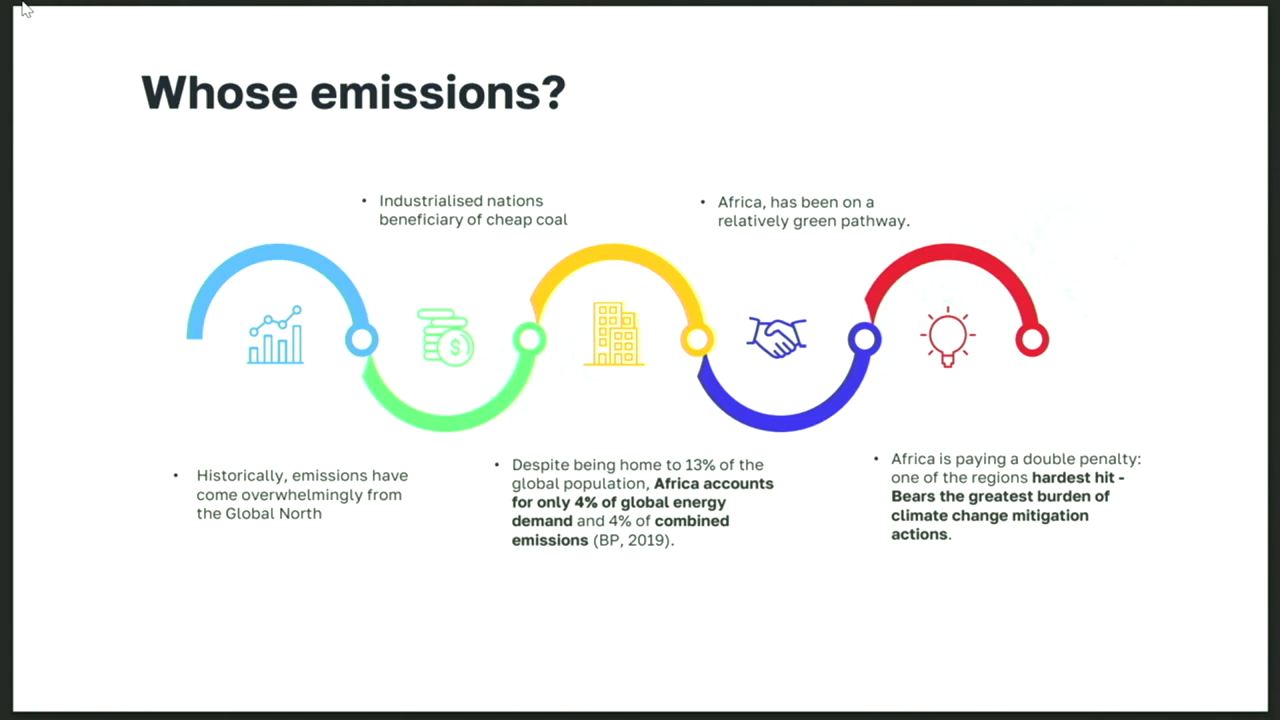 Whose emissions?
• Industrialised nations
beneficiary of cheap coal
• Africa, has been on a
relatively green pathway.
$
• Historically, emissions have
come overwhelmingly from
the Global North
• Despite being home to 13% of the
global population, Africa accounts
for only 4% of global energy
demand and 4% of combined
emissions (BP, 2019).
• Africa is paying a double penalty:
one of the regions hardest hit -
Bears the greatest burden of
climate change mitigation
actions.